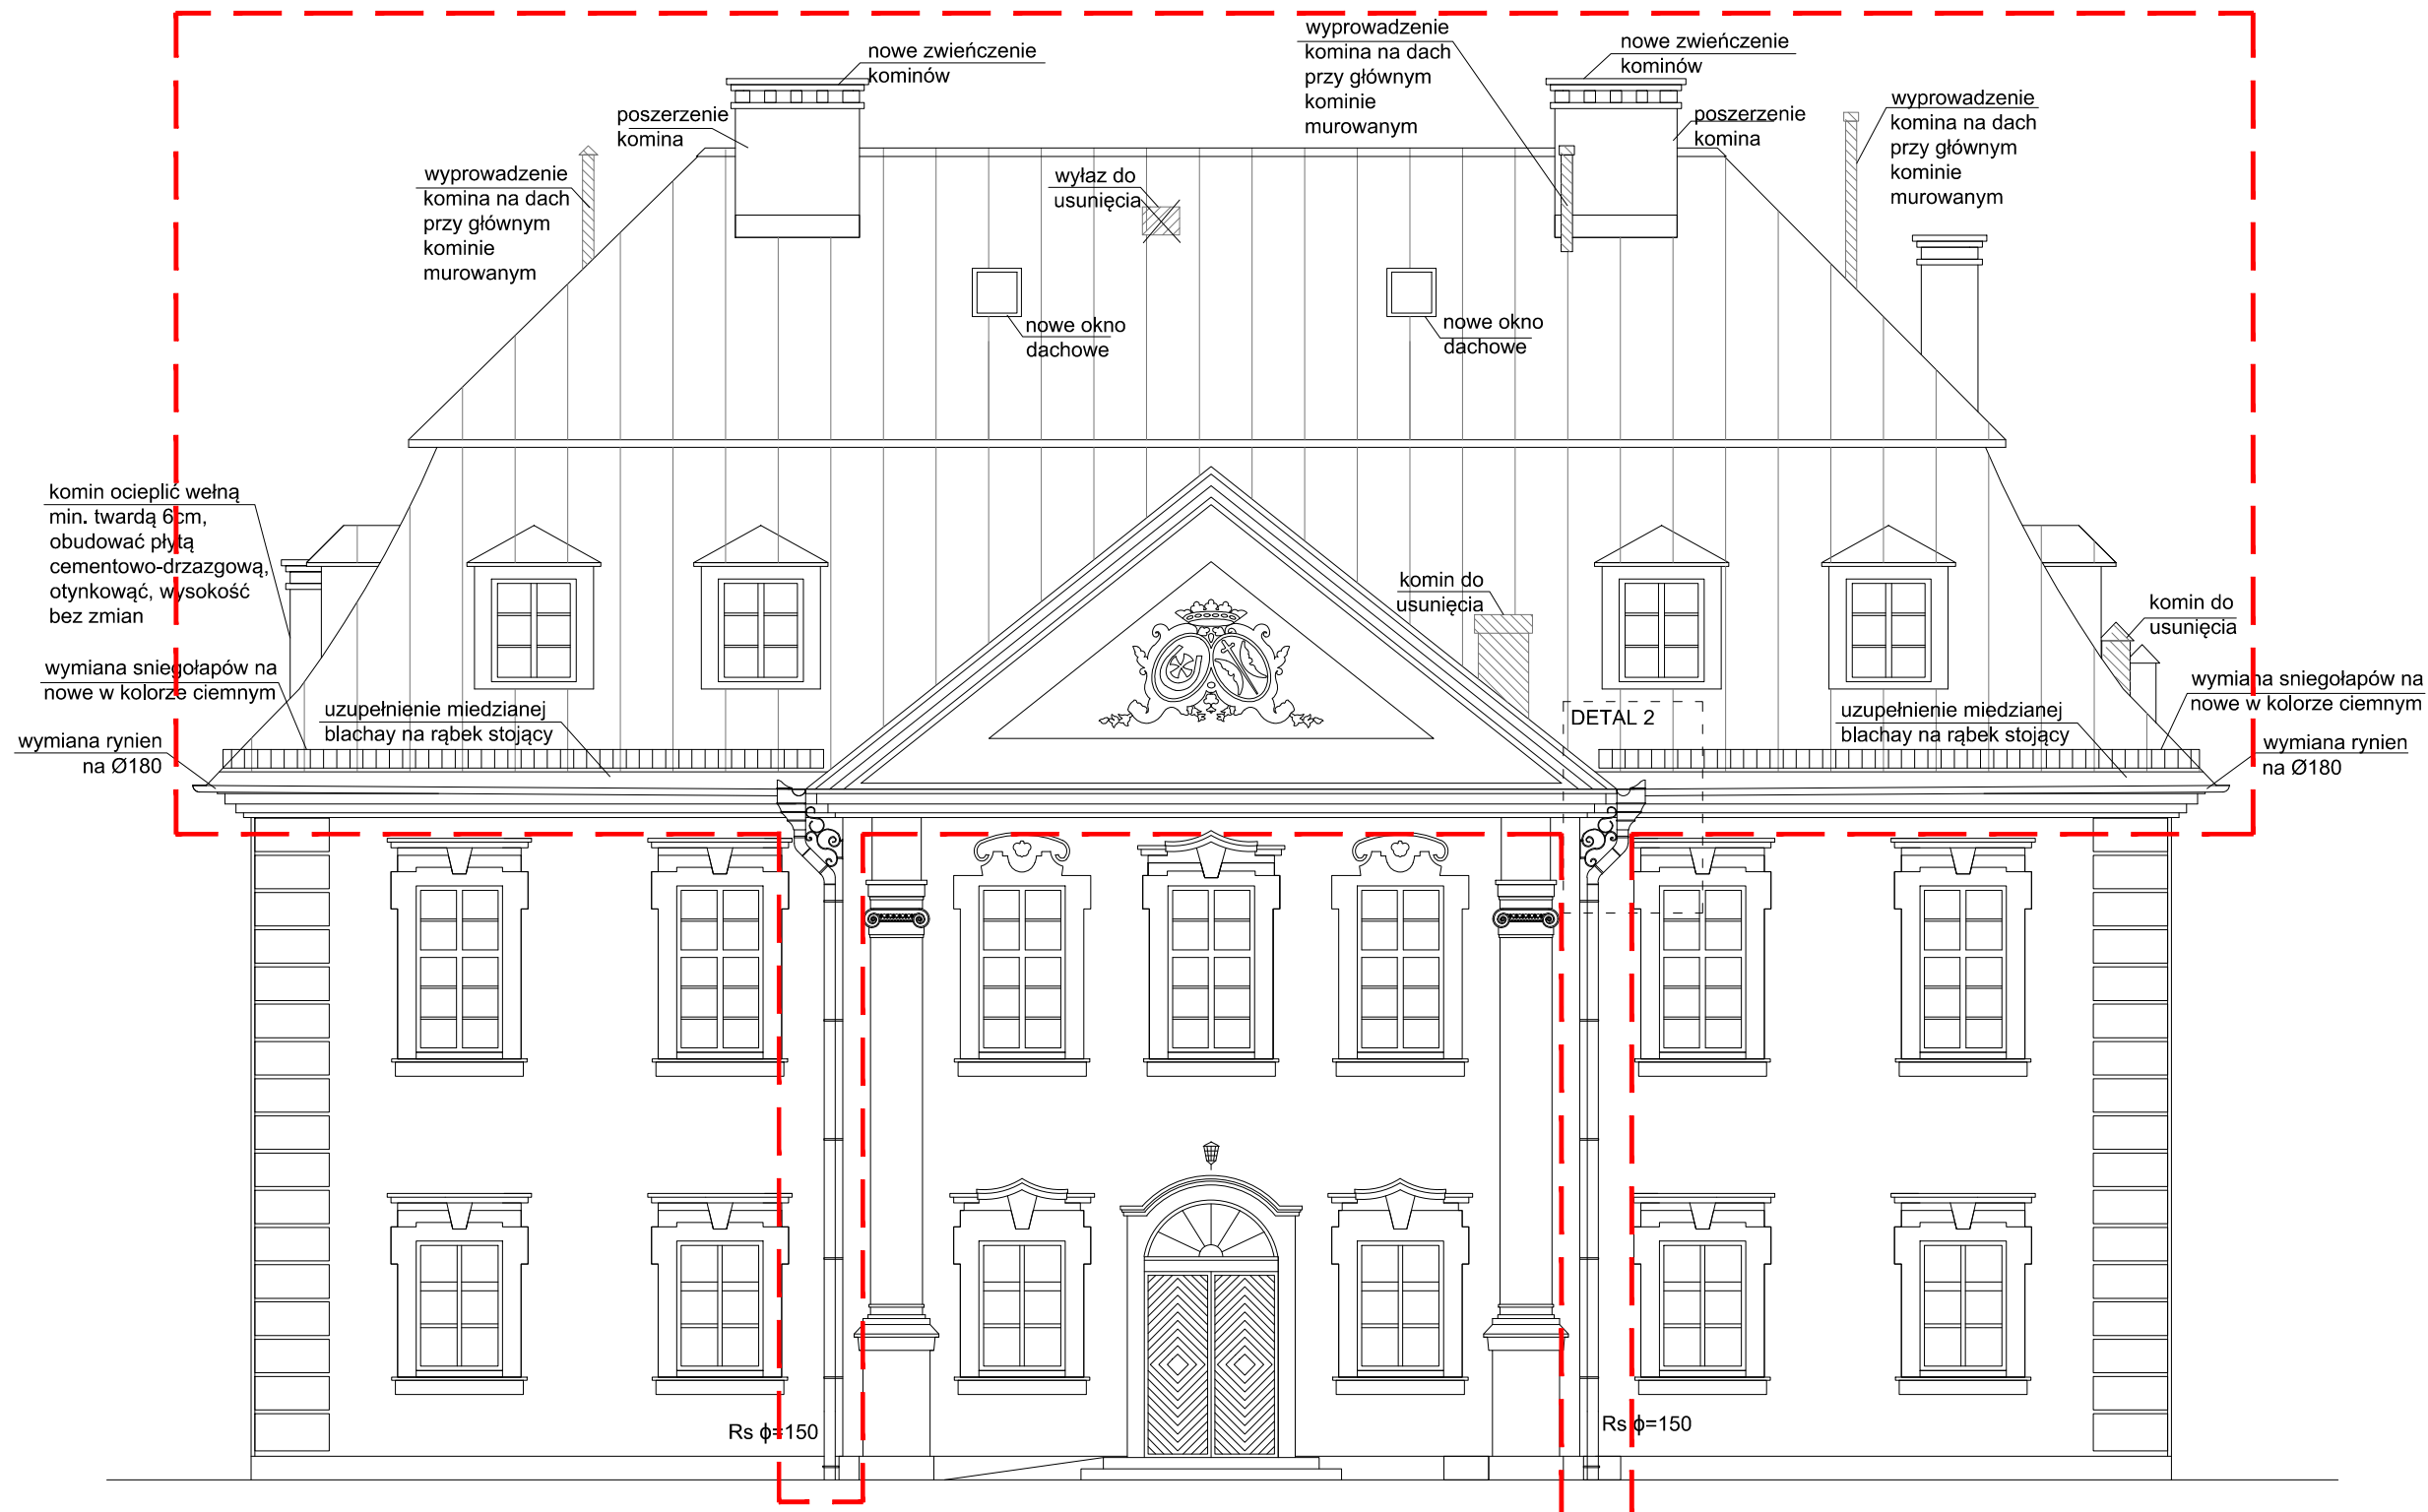 nowe zwieńczenie
kominów
wyprowadzenie
komina na dach
przy głównym
kominie
murowanym
nowe zwieńczenie
kominów
poszerzenie
komina
poszerzenie
komina
wyprowadzenie
komina na dach
przy głównym
kominie
murowanym
wyprowadzenie
komina na dach
przy głównym
kominie
murowanym
wyłaz do
usunięcia
nowe okno
dachowe
nowe okno
dachowe
komin ocieplić wełną
min. twardą 6cm,
obudować płytą
cementowo-drzazgową,
otynkowąć, wysokość
bez zmian
komin do
usunięcia
komin do
usunięcia
wymiana sniegołapów na
nowe w kolorze ciemnym
wymiana sniegołapów na
nowe w kolorze ciemnym
uzupełnienie miedzianej
blachay na rąbek stojący
DETAL 2
uzupełnienie miedzianej
blachay na rąbek stojący
wymiana rynien
na Ø180
wymiana rynien
na Ø180
Rs ϕ=150
Rs ϕ=150